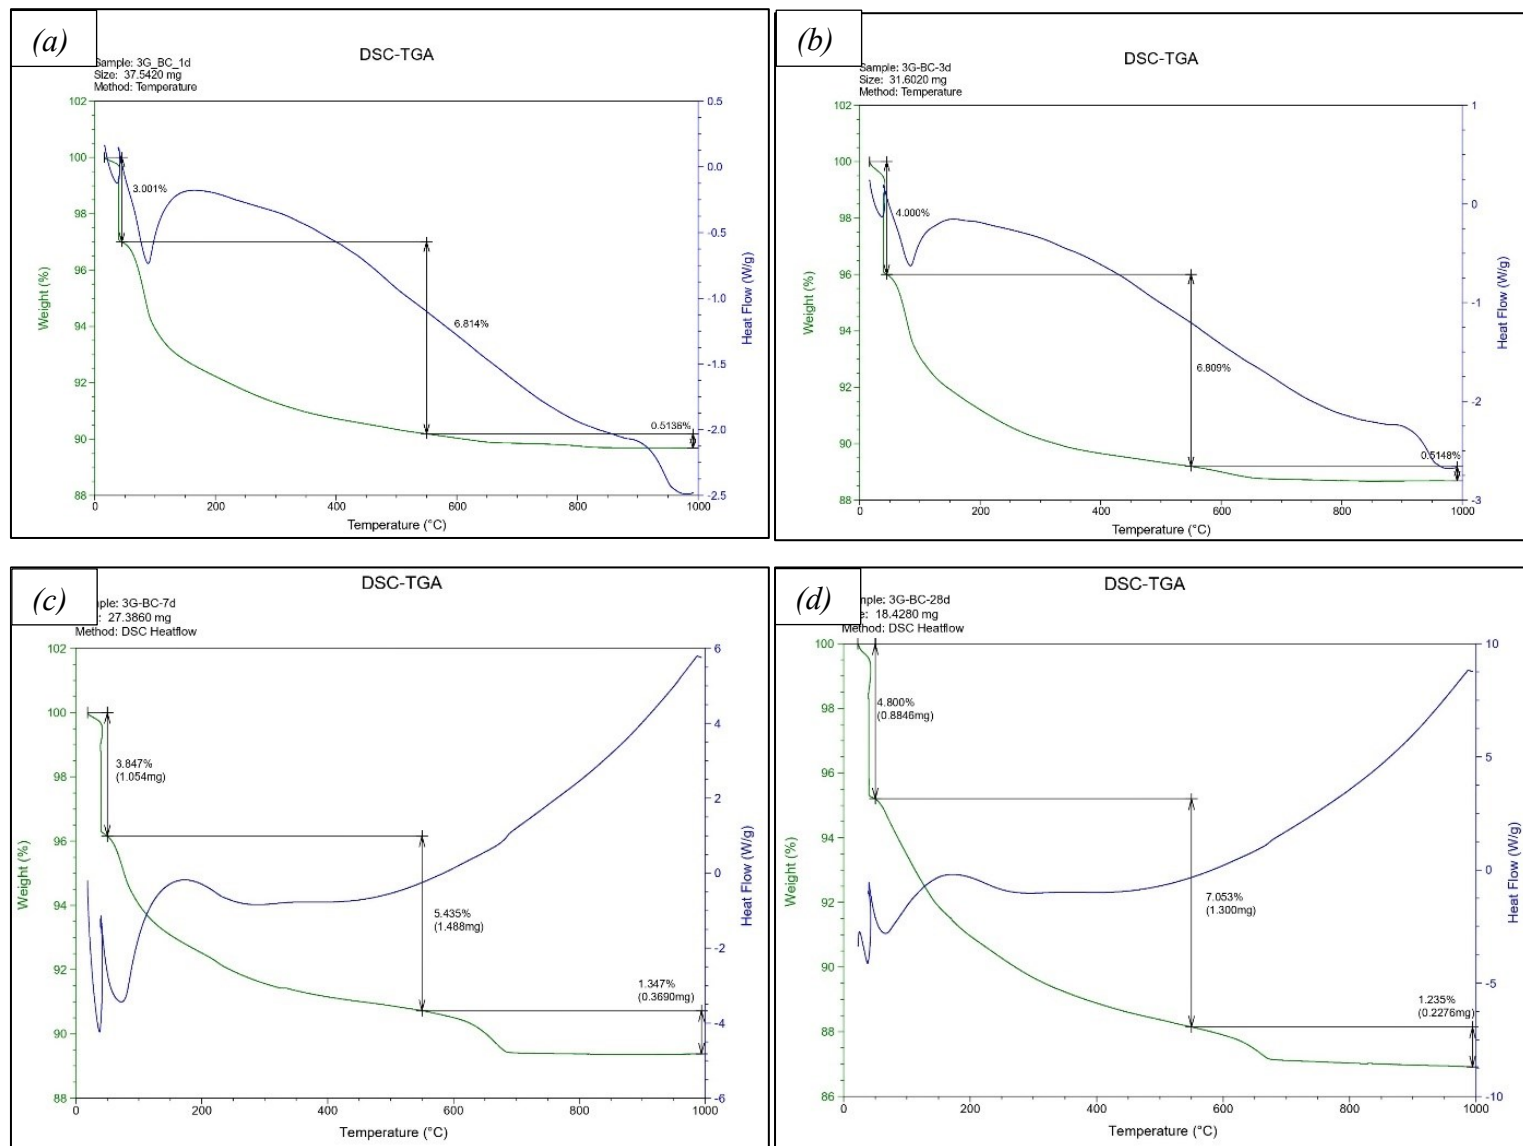 (a)
DSC-TGA
Sample: 3G_BC_1d
Size: 37.5420 mg
Method: Temperature
102
100
98
96
94
92
90
88
Weight (%)
0.5
0.0
-0.5
-1.0
-1.5
-2.0
-2.5
Heat Flow (W/g)
3.001%
6.814%
0.5136%
0
200
400
600
800
1000
Temperature (°C)
(b)
DSC-TGA
Sample: 3G-BC-3d
Size: 31.6020 mg
Method: Temperature
102
100
98
96
94
92
90
88
Weight (%)
1
0
-1
-2
-3
Heat Flow (W/g)
4.000%
6.809%
0.5148%
0
200
400
600
800
1000
Temperature (°C)
(c)
DSC-TGA
ple: 3G-BC-7d
: 27.3860 mg
Method: DSC Heatflow
102
100
98
96
94
92
90
88
Weight (%)
6
4
2
0
-2
-4
-6
Heat Flow (W/g)
3.847%
(1.054mg)
5.435%
(1.488mg)
1.347%
(0.3690mg)
0
200
400
600
800
1000
Temperature (°C)
(d)
DSC-TGA
ple: 3G-BC-28d
e: 18.4280 mg
Method: DSC Heatflow
100
98
96
94
92
90
88
86
Weight (%)
10
5
0
-5
-10
Heat Flow (W/g)
4.800%
(0.8846mg)
7.053%
(1.300mg)
1.235%
(0.2276mg)
0
200
400
600
800
1000
Temperature (°C)